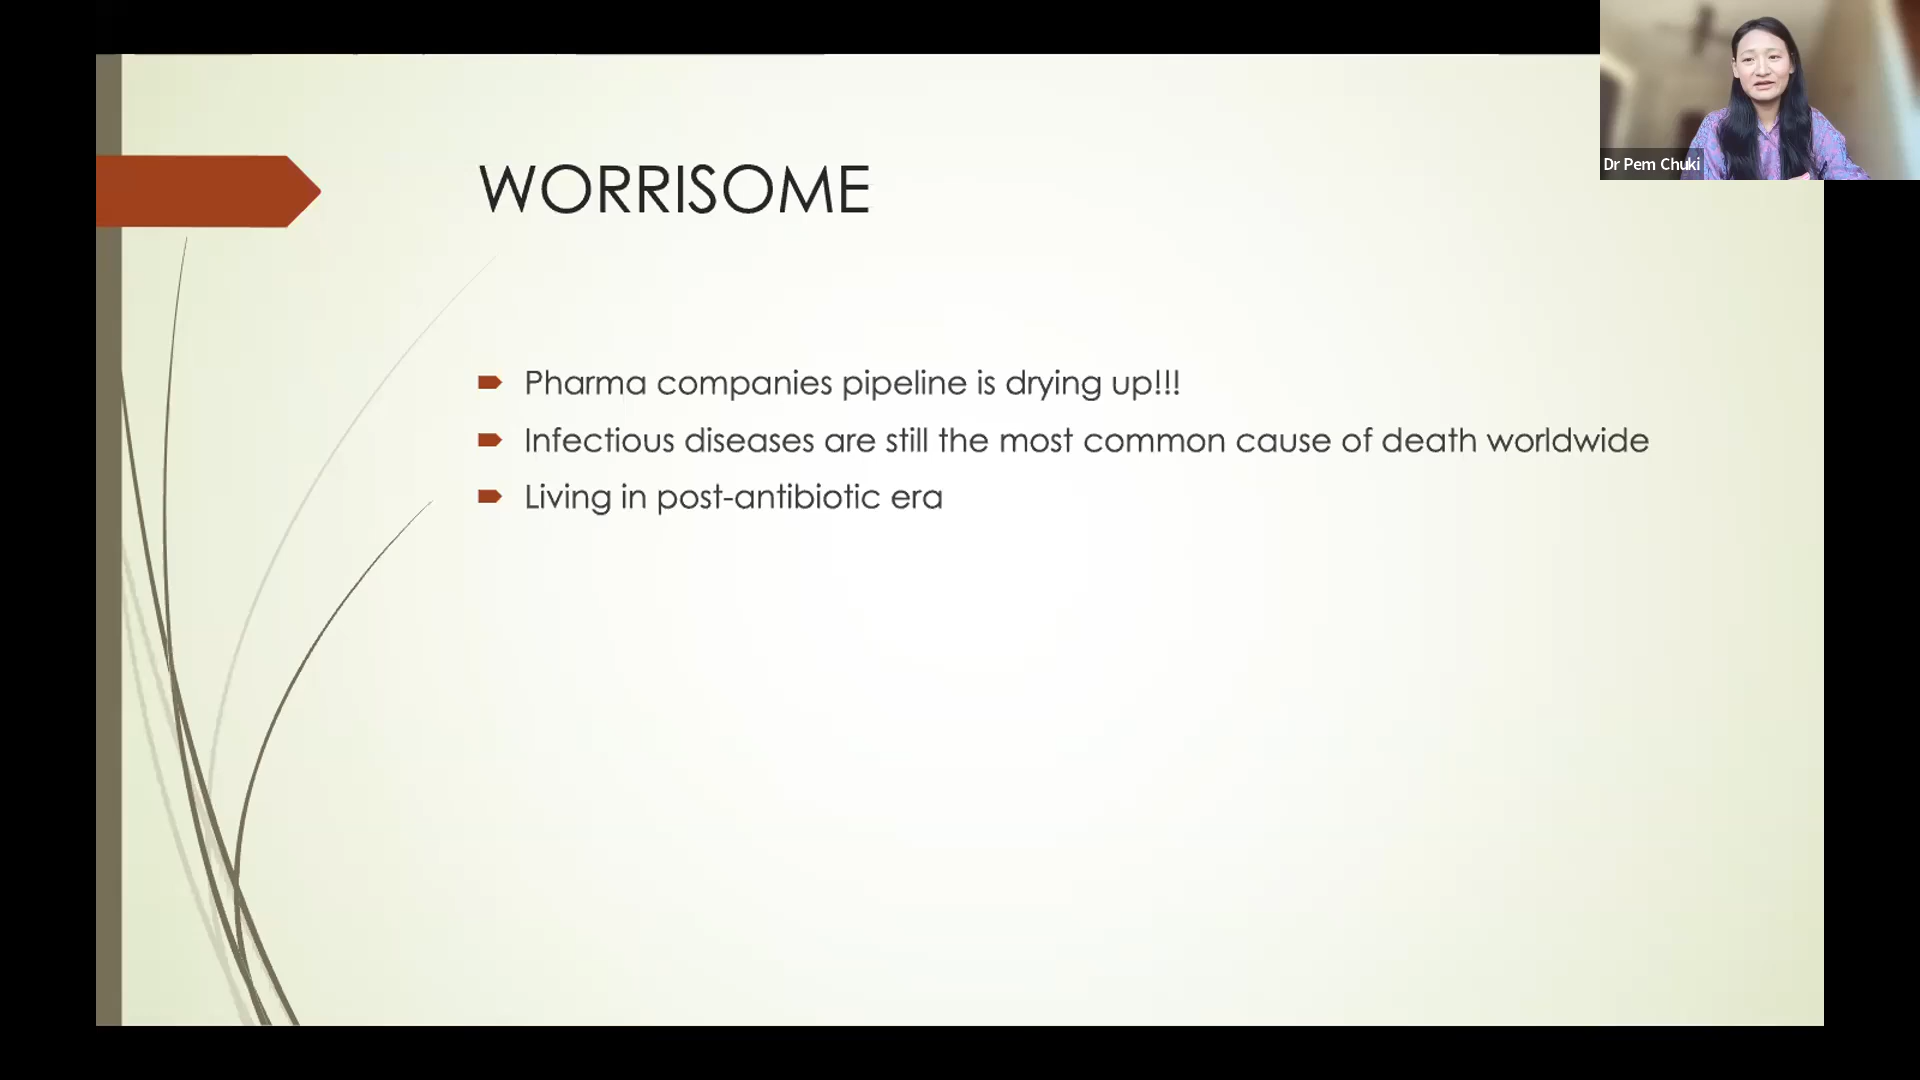 Dr Pem Chuki
WORRISOME
Pharma companies pipeline is drying up!!!
Infectious diseases are still the most common cause of death worldwide
Living in post-antibiotic era